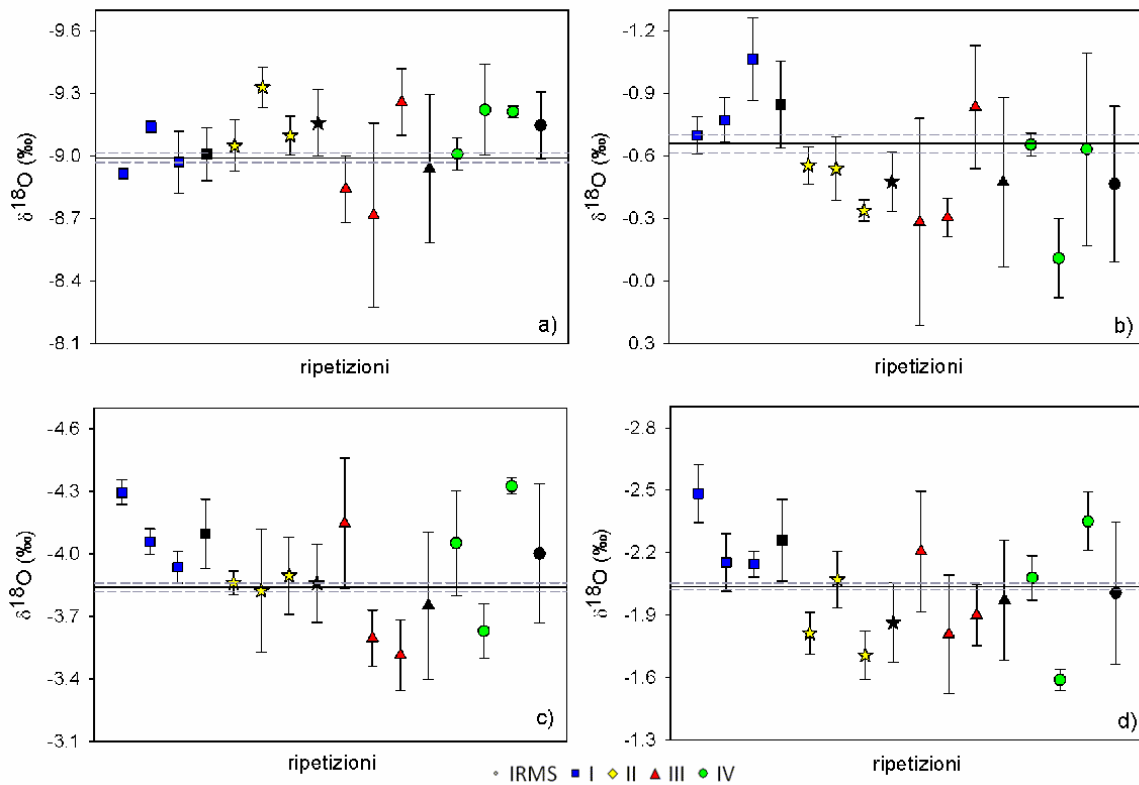 -9.6
-9.3
-9.0
-8.7
-8.4
-8.1
δ18O (‰)
a)
ripetizioni
-1.2
-0.9
-0.6
-0.3
-0.0
0.3
δ18O (‰)
b)
ripetizioni
-4.6
-4.3
-4.0
-3.7
-3.4
-3.1
δ18O (‰)
c)
ripetizioni
-2.8
-2.5
-2.2
-1.9
-1.6
-1.3
δ18O (‰)
d)
ripetizioni
IRMS I II III IV